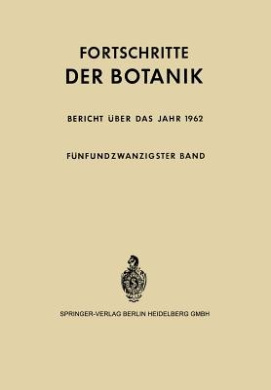 FORTSCHRITTE
DER BOTANIK
BERICHT ÜBER DAS JAHR 1962
FÜNFUNDZWANZIGSTER BAND
SPRINGER-VERLAG BERLIN HEIDELBERG GMBH